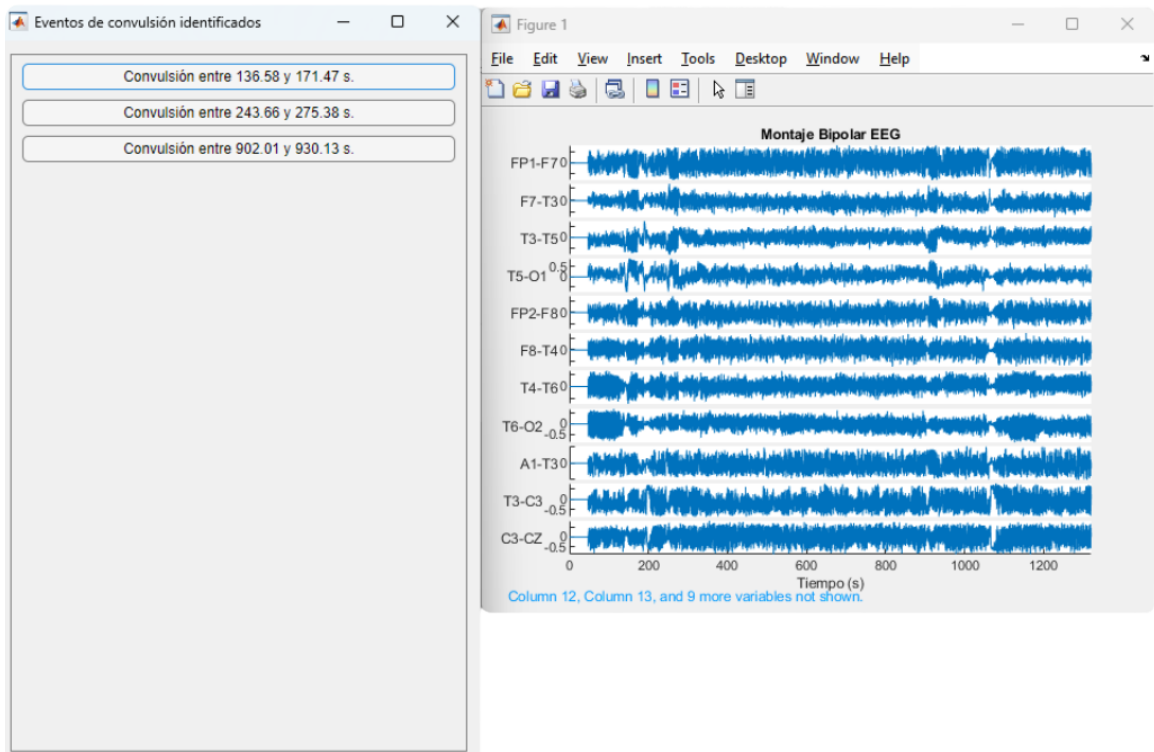 Eventos de convulsión identificados
Convulsión entre 136.58 y 171.47 s.
Convulsión entre 243.66 y 275.38 s.
Convulsión entre 902.01 y 930.13 s.
Figure 1
File Edit View Insert Tools Desktop Window Help
Montaje Bipolar EEG
FP1-F7 0
F7-T3 0
T3-T5 0
T5-O1 0.5 0
FP2-F8 0
F8-T4 0
T4-T6 0
T6-O2 0 -0.5
A1-T3 0
T3-C3 0 -0.5
C3-CZ 0 -0.5
0 200 400 600 800 1000 1200
Tiempo (s)
Column 12, Column 13, and 9 more variables not shown.